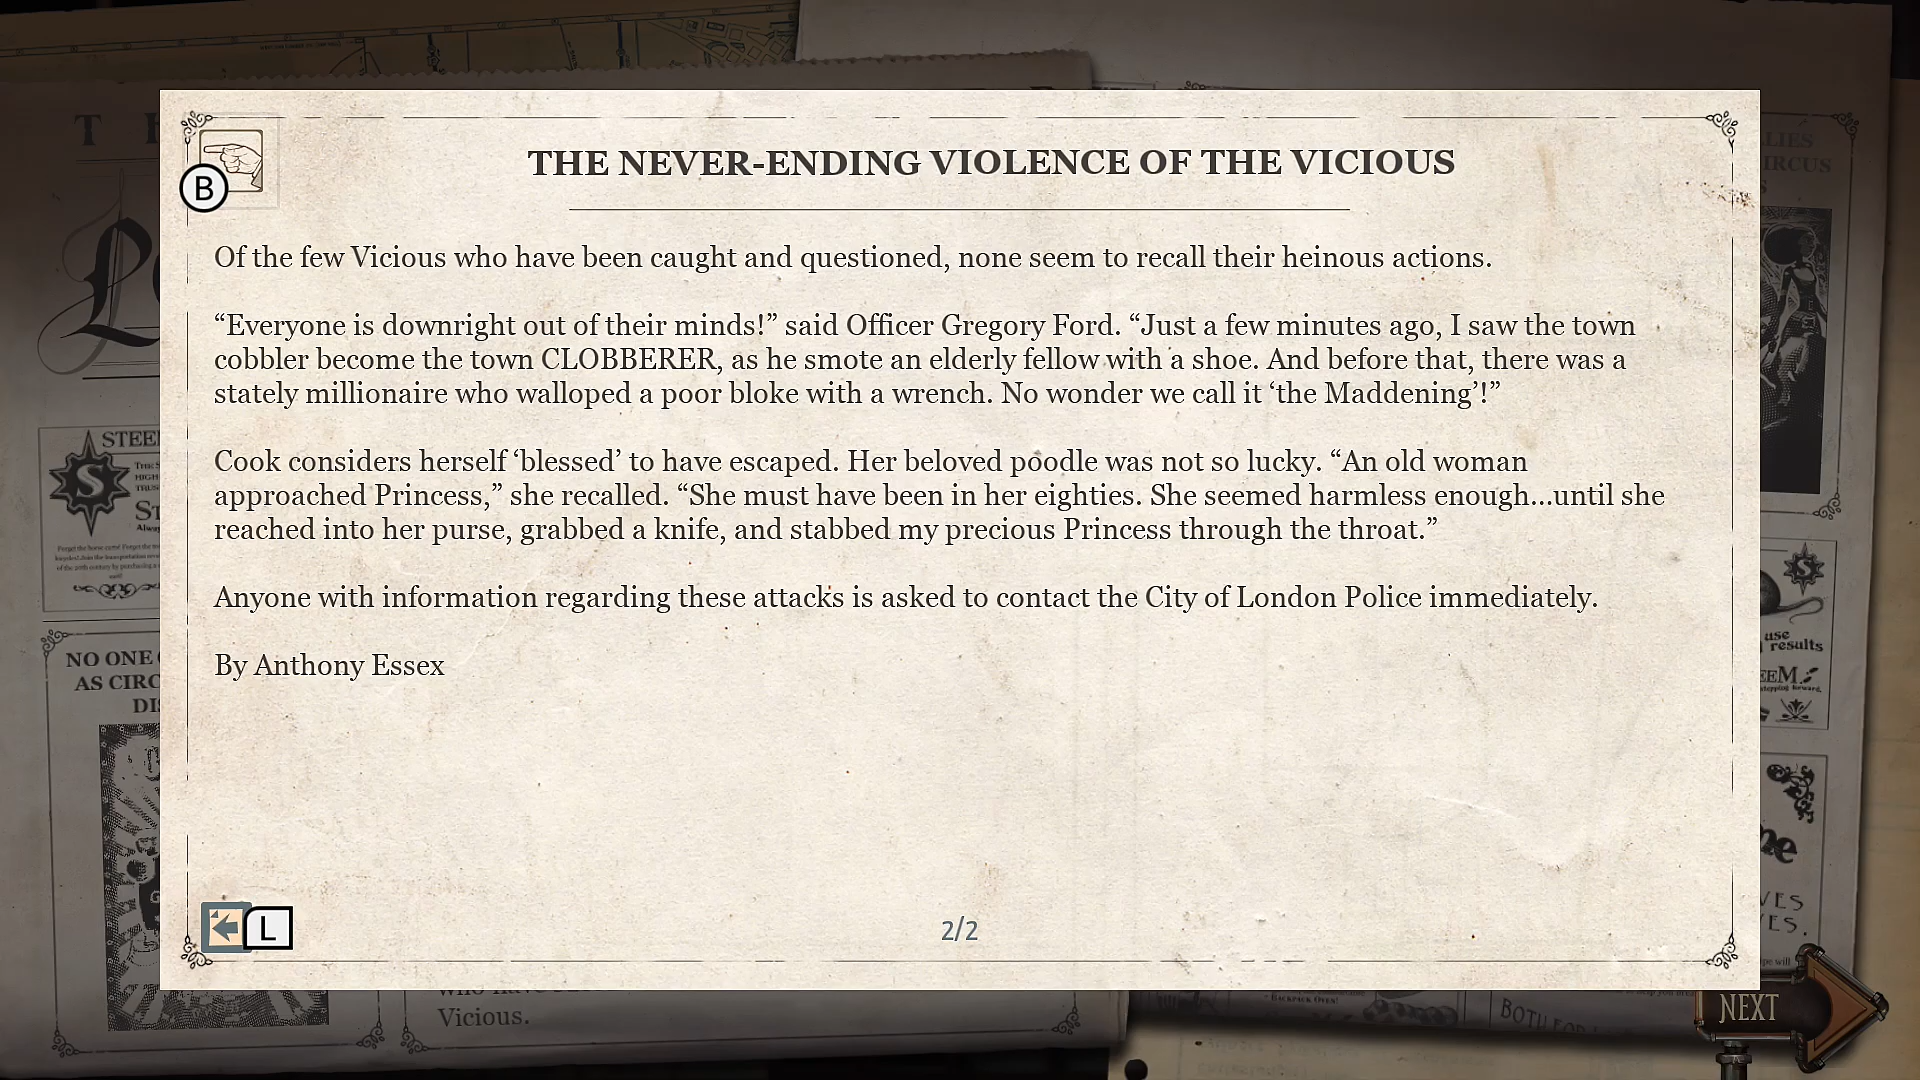 THE NEVER-ENDING VIOLENCE OF THE VICIOUS
B
Of the few Vicious who have been caught and questioned, none seem to recall their heinous actions.
“Everyone is downright out of their minds!” said Officer Gregory Ford. “Just a few minutes ago, I saw the town
cobbler become the town CLOBBERER, as he smote an elderly fellow with a shoe. And before that, there was a
stately millionaire who walloped a poor bloke with a wrench. No wonder we call it ‘the Maddening’!”
Cook considers herself ‘blessed’ to have escaped. Her beloved poodle was not so lucky. “An old woman
approached Princess,” she recalled. “She must have been in her eighties. She seemed harmless enough...until she
reached into her purse, grabbed a knife, and stabbed my precious Princess through the throat.”
Anyone with information regarding these attacks is asked to contact the City of London Police immediately.
By Anthony Essex
L
2/2
NO ONE
Vicious.
use
results
NEXT